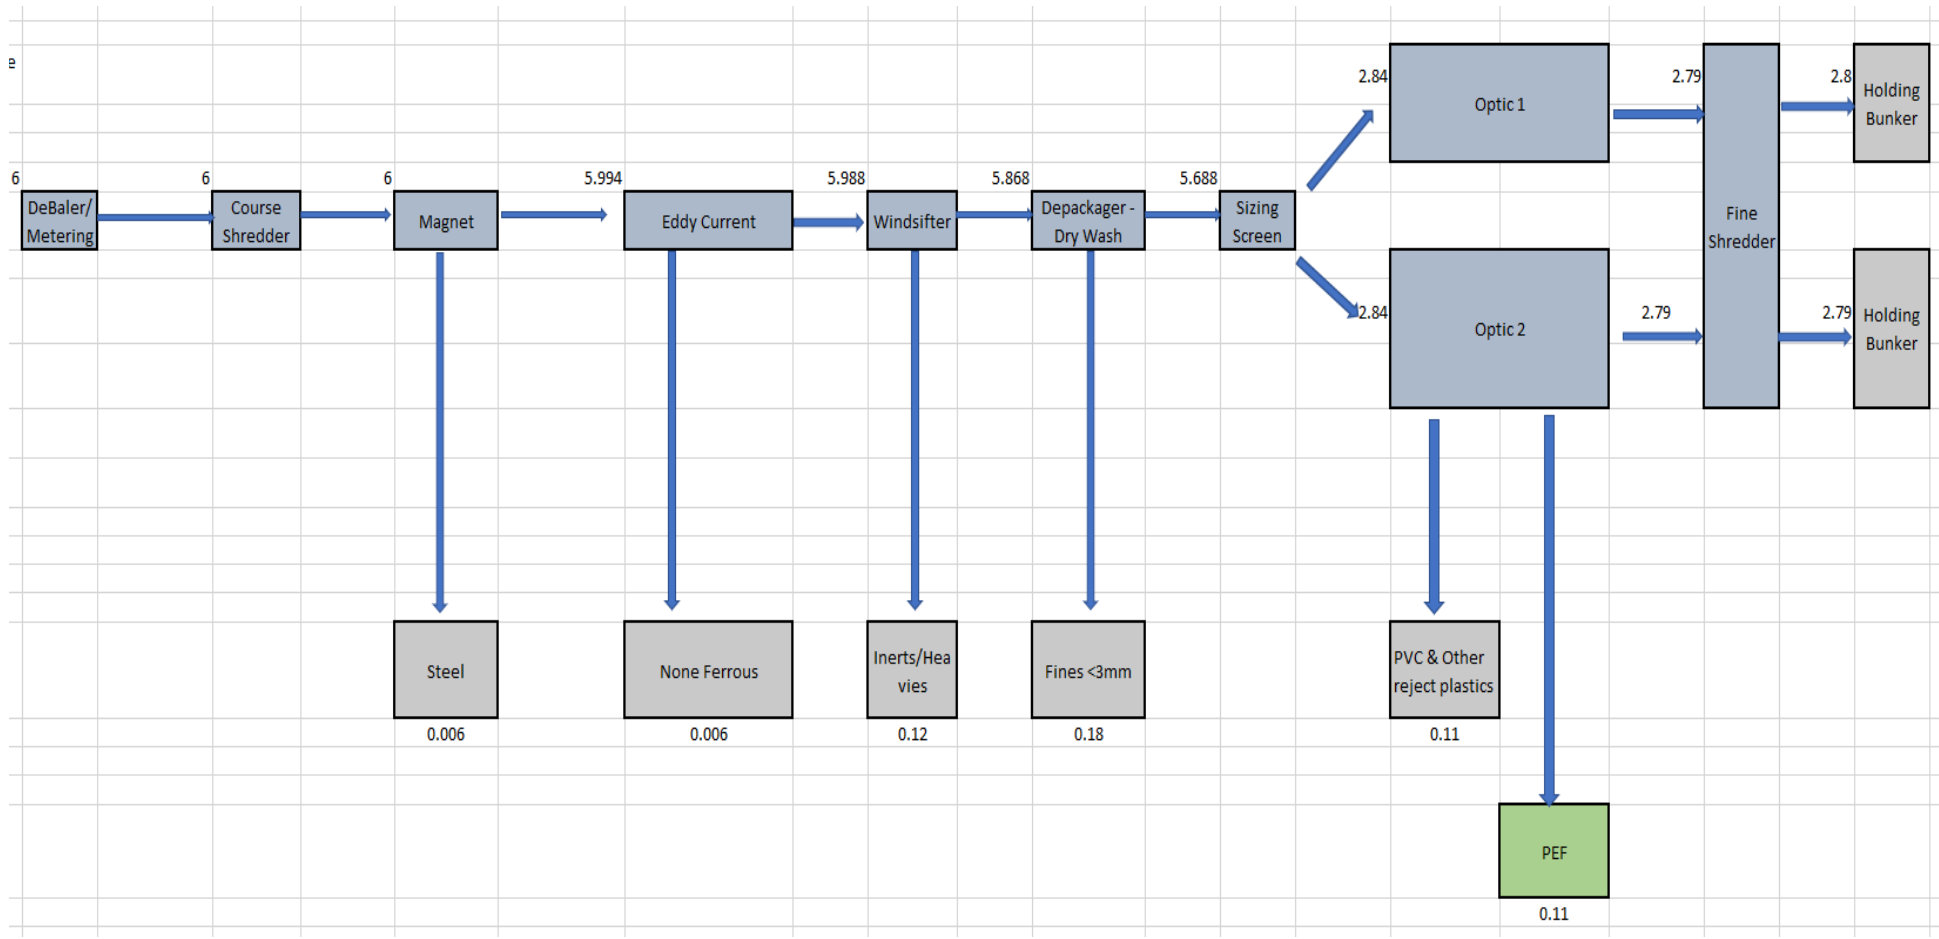 2.84
Optic 1
2.79
2.8
Holding
Bunker
6
6
6
5.994
5.988
5.868
5.688
DeBaler/
Metering
Course
Shredder
Magnet
Eddy Current
Windsifter
Depackager -
Dry Wash
Sizing
Screen
Fine
Shredder
2.84
Optic 2
2.79
2.79
Holding
Bunker
Steel
None Ferrous
Inerts/Hea
vies
Fines <3mm
PVC & Other
reject plastics
0.006
0.006
0.12
0.18
0.11
PEF
0.11